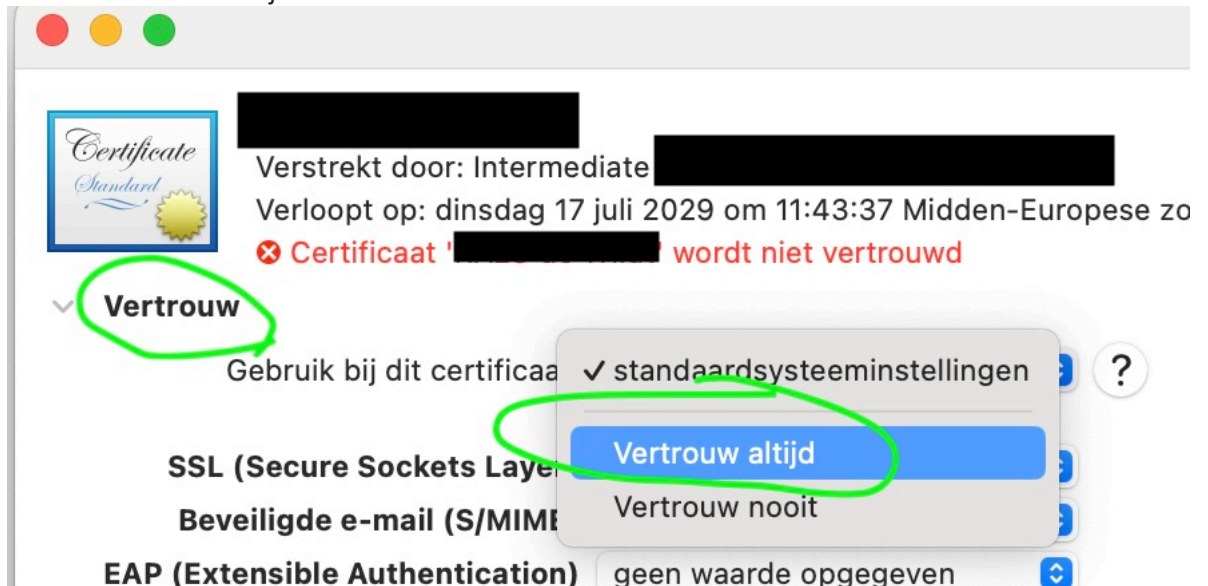 Certificate
Standard
Verstrekt door: Intermediate
Verloopt op: dinsdag 17 juli 2029 om 11:43:37 Midden-Europese zo
Certificaat ' ' wordt niet vertrouwd
Vertrouw
Gebruik bij dit certificaa ✓ standaardsysteeminstellingen ?
Vertrouw altijd
SSL (Secure Sockets Laye
Vertrouw nooit
Beveiligde e-mail (S/MIME
EAP (Extensible Authentication) geen waarde opgegeven